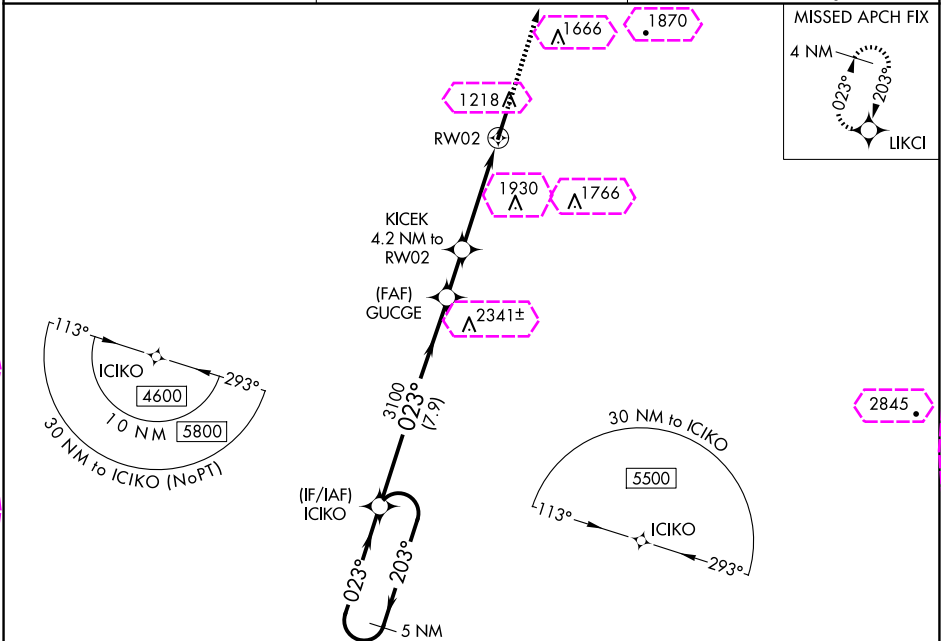 1666
1870
MISSED APCH FIX
4 NM
023°
203°
LIKCI
1218
RW02
1930
1766
KICEK
4.2 NM to
RW02
(FAF)
GUCGE
2341±
113°
ICIKO
293°
4600
10 NM
5800
30 NM to ICIKO (NoPT)
3100
023°
(7.9)
2845
30 NM to ICIKO
5500
113°
ICIKO
293°
(IF/IAF)
ICIKO
023°
203°
5 NM